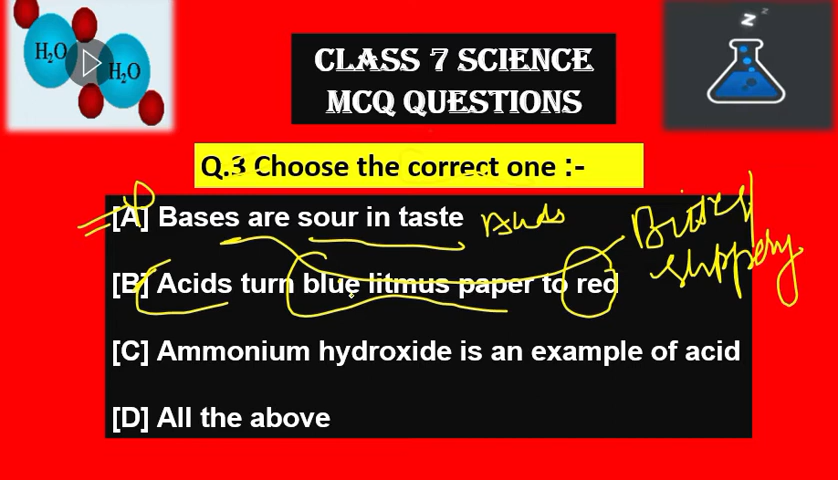 H₂O
H₂O
z z
CLASS 7 SCIENCE
MCQ QUESTIONS
Q.3 Choose the correct one :-
[A] Bases are sour in taste Acids
Bitter
slippery
[B] Acids turn blue litmus paper to red
[C] Ammonium hydroxide is an example of acid
[D] All the above